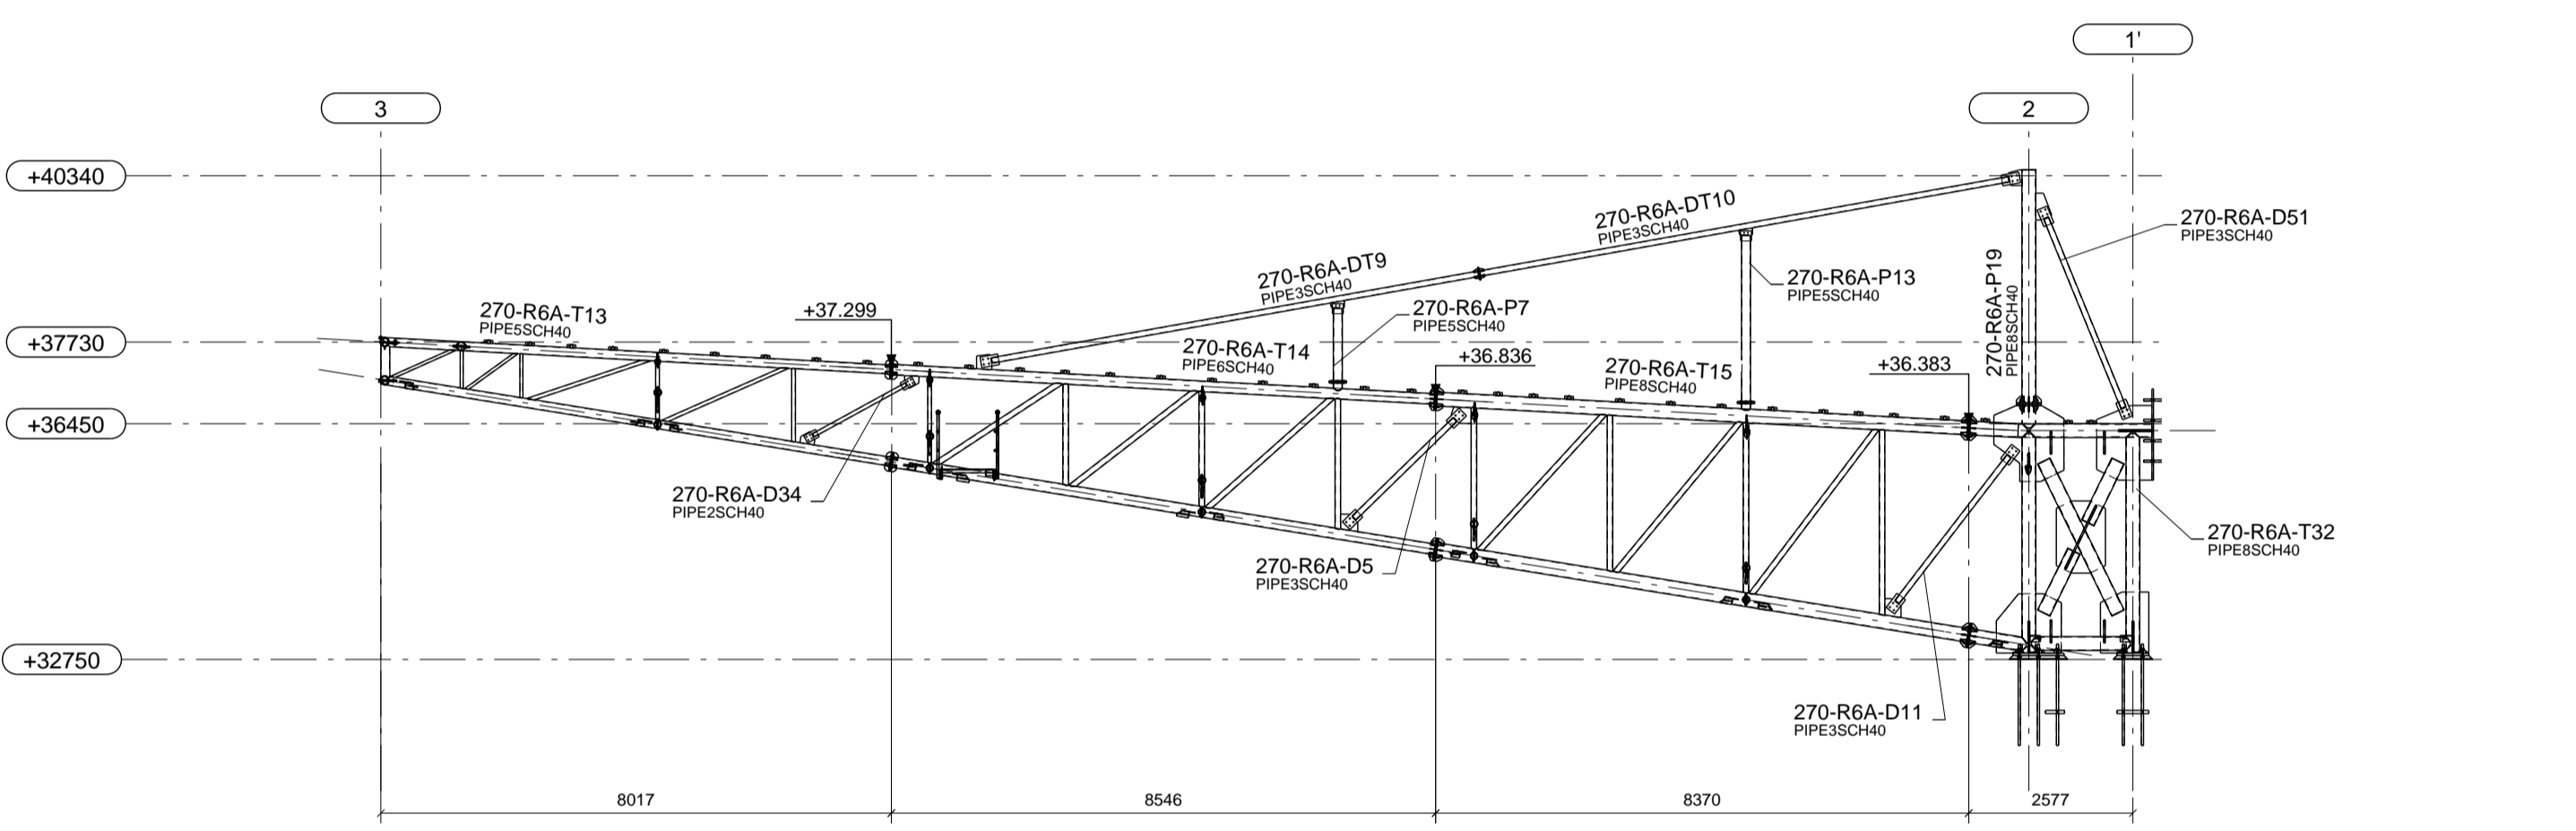 1'
3
2
+40340
270-R6A-DT10
PIPE3SCH40
270-R6A-D51
PIPE3SCH40
270-R6A-DT9
PIPE3SCH40
270-R6A-P13
PIPE5SCH40
270-R6A-P19
PIPE8SCH40
270-R6A-T13
PIPE5SCH40
+37.299
270-R6A-P7
PIPE5SCH40
+37730
270-R6A-T14
PIPE6SCH40
+36.836
270-R6A-T15
PIPE8SCH40
+36.383
+36450
270-R6A-D34
PIPE2SCH40
270-R6A-D5
PIPE3SCH40
270-R6A-T32
PIPE8SCH40
+32750
270-R6A-D11
PIPE3SCH40
8017
8546
8370
2577